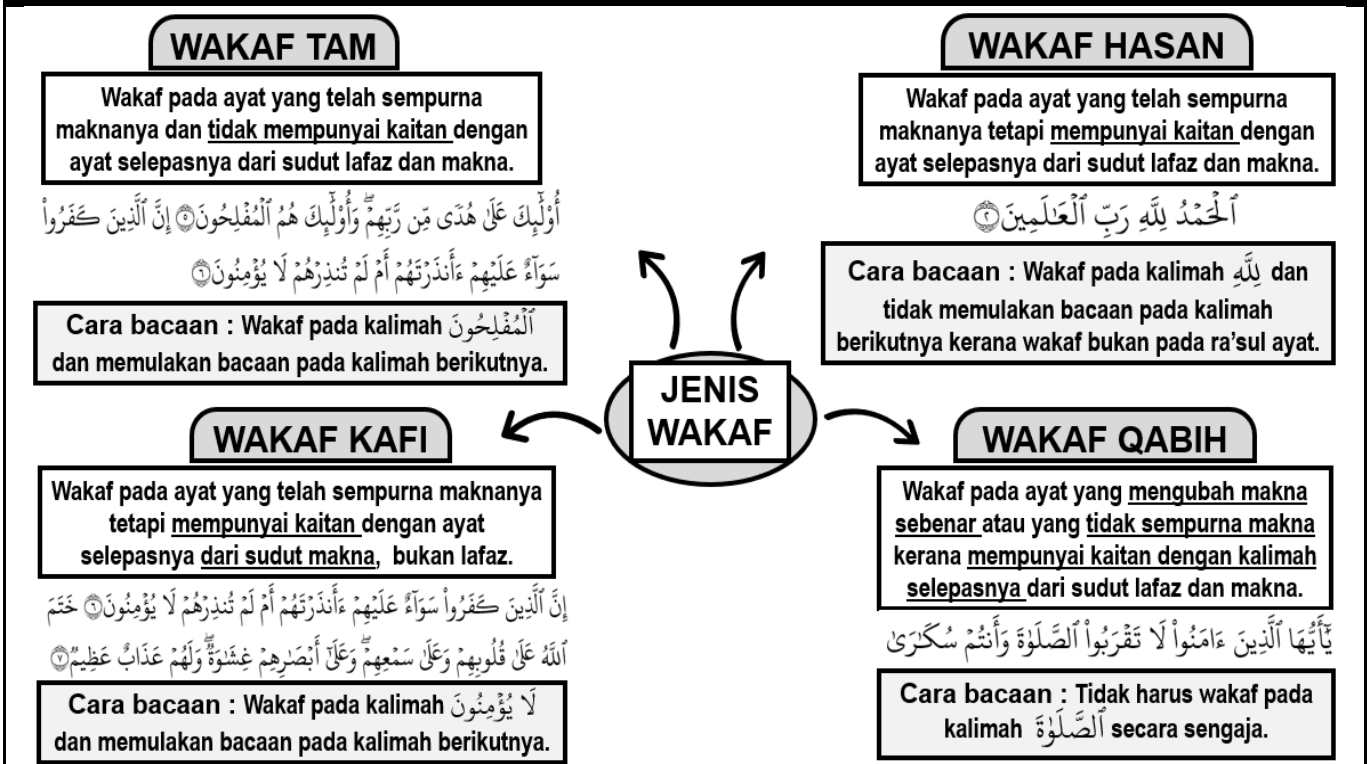 WAKAF TAM
Wakaf pada ayat yang telah sempurna
maknanya dan tidak mempunyai kaitan dengan
ayat selepasnya dari sudut lafaz dan makna.
أُوْلَٰٓئِكَ عَلَىٰ هُدٗى مِّن رَّبِّهِمۡۖ وَأُوْلَٰٓئِكَ هُمُ ٱلۡمُفۡلِحُونَ ٥ إِنَّ ٱلَّذِينَ كَفَرُواْ
سَوَآءٌ عَلَيۡهِمۡ ءَأَنذَرۡتَهُمۡ أَمۡ لَمۡ تُنذِرۡهُمۡ لَا يُؤۡمِنُونَ ٦
Cara bacaan : Wakaf pada kalimah ٱلۡمُفۡلِحُونَ
dan memulakan bacaan pada kalimah berikutnya.
WAKAF HASAN
Wakaf pada ayat yang telah sempurna
maknanya tetapi mempunyai kaitan dengan
ayat selepasnya dari sudut lafaz dan makna.
ٱلۡحَمۡدُ لِلَّهِ رَبِّ ٱلۡعَٰلَمِينَ ٢
Cara bacaan : Wakaf pada kalimah لِلَّهِ dan
tidak memulakan bacaan pada kalimah
berikutnya kerana wakaf bukan pada ra'sul ayat.
JENIS
WAKAF
WAKAF KAFI
Wakaf pada ayat yang telah sempurna maknanya
tetapi mempunyai kaitan dengan ayat
selepasnya dari sudut makna, bukan lafaz.
إِنَّ ٱلَّذِينَ كَفَرُواْ سَوَآءٌ عَلَيۡهِمۡ ءَأَنذَرۡتَهُمۡ أَمۡ لَمۡ تُنذِرۡهُمۡ لَا يُؤۡمِنُونَ ٦ خَتَمَ
ٱللَّهُ عَلَىٰ قُلُوبِهِمۡ وَعَلَىٰ سَمۡعِهِمۡۖ وَعَلَىٰٓ أَبۡصَٰرِهِمۡ غِشَٰوَةٞۖ وَلَهُمۡ عَذَابٌ عَظِيمٞ ٧
Cara bacaan : Wakaf pada kalimah لَا يُؤۡمِنُونَ
dan memulakan bacaan pada kalimah berikutnya.
WAKAF QABIH
Wakaf pada ayat yang mengubah makna
sebenar atau yang tidak sempurna makna
kerana mempunyai kaitan dengan kalimah
selepasnya dari sudut lafaz dan makna.
يَٰٓأَيُّهَا ٱلَّذِينَ ءَامَنُواْ لَا تَقۡرَبُواْ ٱلصَّلَوٰةَ وَأَنتُمۡ سُكَٰرَىٰ
Cara bacaan : Tidak harus wakaf pada
kalimah ٱلصَّلَوٰةَ secara sengaja.